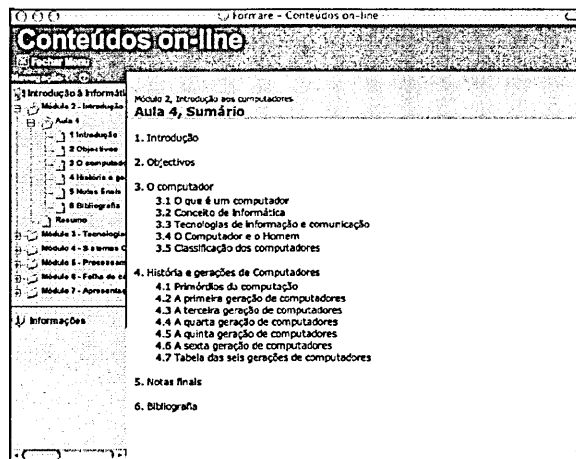 Formare - Conteúdos on-line
Conteúdos on-line
Fechar Menu
Introdução à Informáti
Módulo 2 - Introdução
Aula 4
1 Introdução
2 Objectivos
3 O computado
4 História e ge
5 Notas finais
6 Bibliografia
Resumo
Módulo 3 - Tecnologia
Módulo 4 - Sistemas O
Módulo 5 - Processam
Módulo 6 - Folha de cá
Módulo 7 - Apresentaç
Informações
Módulo 2, Introdução aos computadores
Aula 4, Sumário
1. Introdução
2. Objectivos
3. O computador
3.1 O que é um computador
3.2 Conceito de Informática
3.3 Tecnologias de informação e comunicação
3.4 O Computador e o Homem
3.5 Classificação dos computadores
4. História e gerações de Computadores
4.1 Primórdios da computação
4.2 A primeira geração de computadores
4.3 A terceira geração de computadores
4.4 A quarta geração de computadores
4.5 A quinta geração de computadores
4.6 A sexta geração de computadores
4.7 Tabela das seis gerações de computadores
5. Notas finais
6. Bibliografia